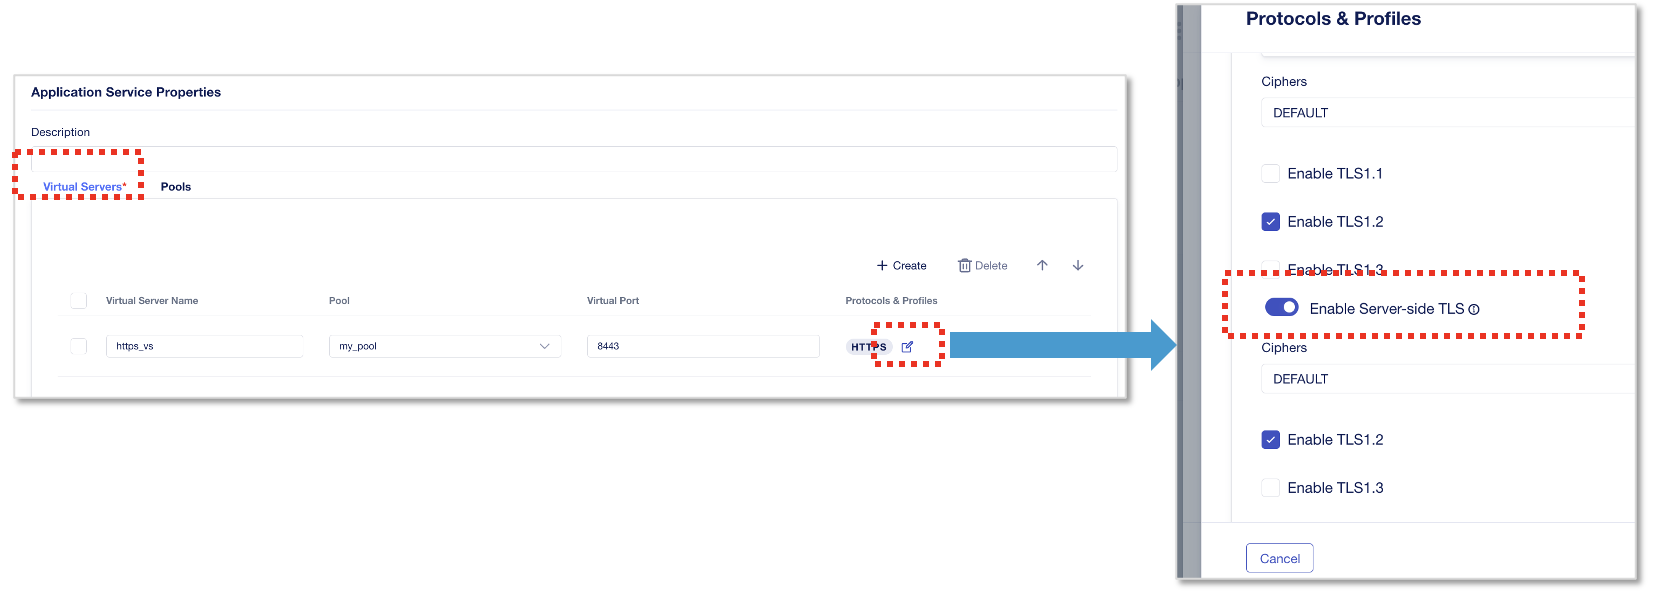 Application Service Properties
Description
Virtual Servers*
Pools
Create
Delete
Virtual Server Name
Pool
Virtual Port
Protocols & Profiles
https_vs
my_pool
8443
HTTPS
Protocols & Profiles
Ciphers
DEFAULT
Enable TLS1.1
Enable TLS1.2
Enable TLS1.3
Enable Server-side TLS
Ciphers
DEFAULT
Enable TLS1.2
Enable TLS1.3
Cancel